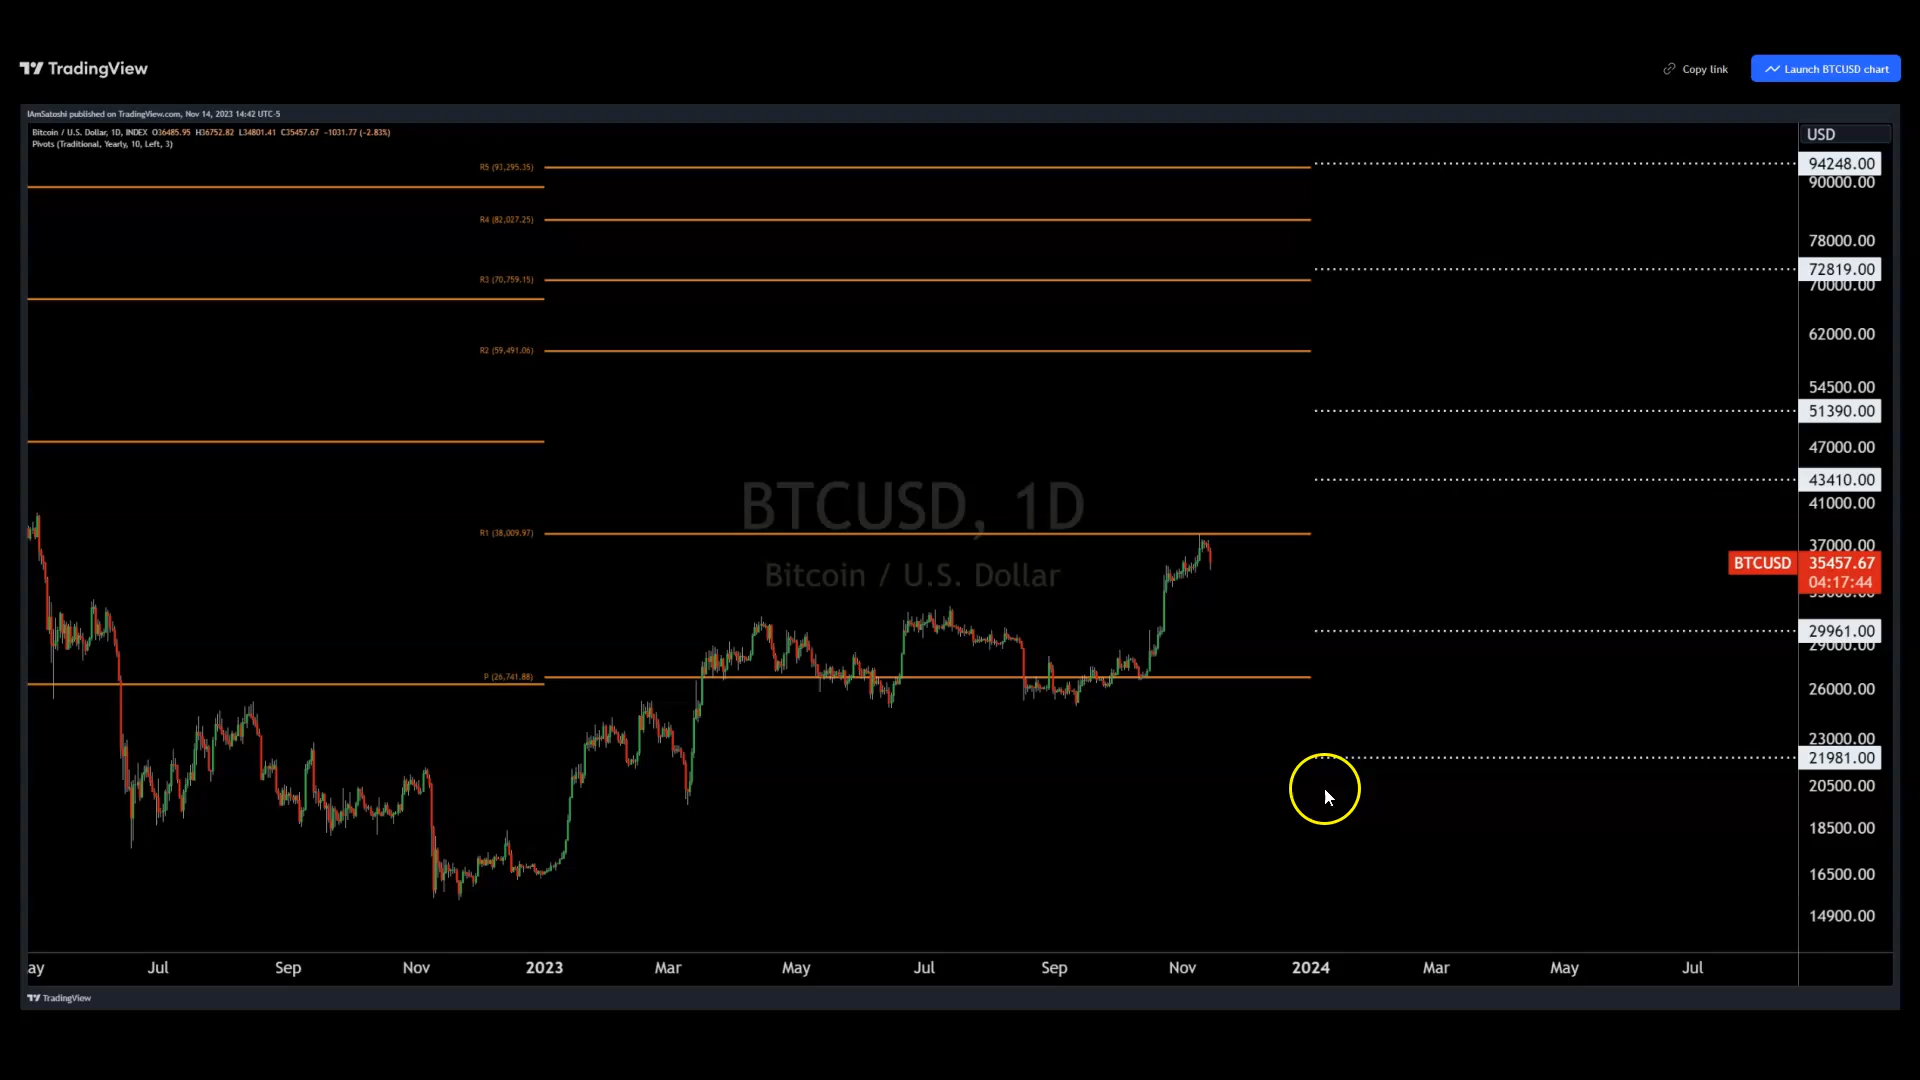 TradingView
Copy link
Launch BTCUSD chart
IAmSatoshi published on TradingView.com, Nov 14, 2023 14:42 UTC-5
Bitcoin / U.S. Dollar, 1D, INDEX O36485.95 H36752.82 L34801.41 C35457.67 −1031.77 (−2.83%)
Pivots (Traditional, Yearly, 10, Left, 3)
USD
R5 (93,295.35)
94248.00
90000.00
R4 (82,027.25)
78000.00
72819.00
R3 (70,759.15)
70000.00
62000.00
R2 (59,491.06)
54500.00
51390.00
47000.00
43410.00
41000.00
BTCUSD, 1D
R1 (38,009.97)
37000.00
BTCUSD 35457.67
04:17:44
Bitcoin / U.S. Dollar
29961.00
29000.00
P (26,741.88)
26000.00
23000.00
21981.00
20500.00
18500.00
16500.00
14900.00
ay Jul Sep Nov 2023 Mar May Jul Sep Nov 2024 Mar May Jul
TradingView